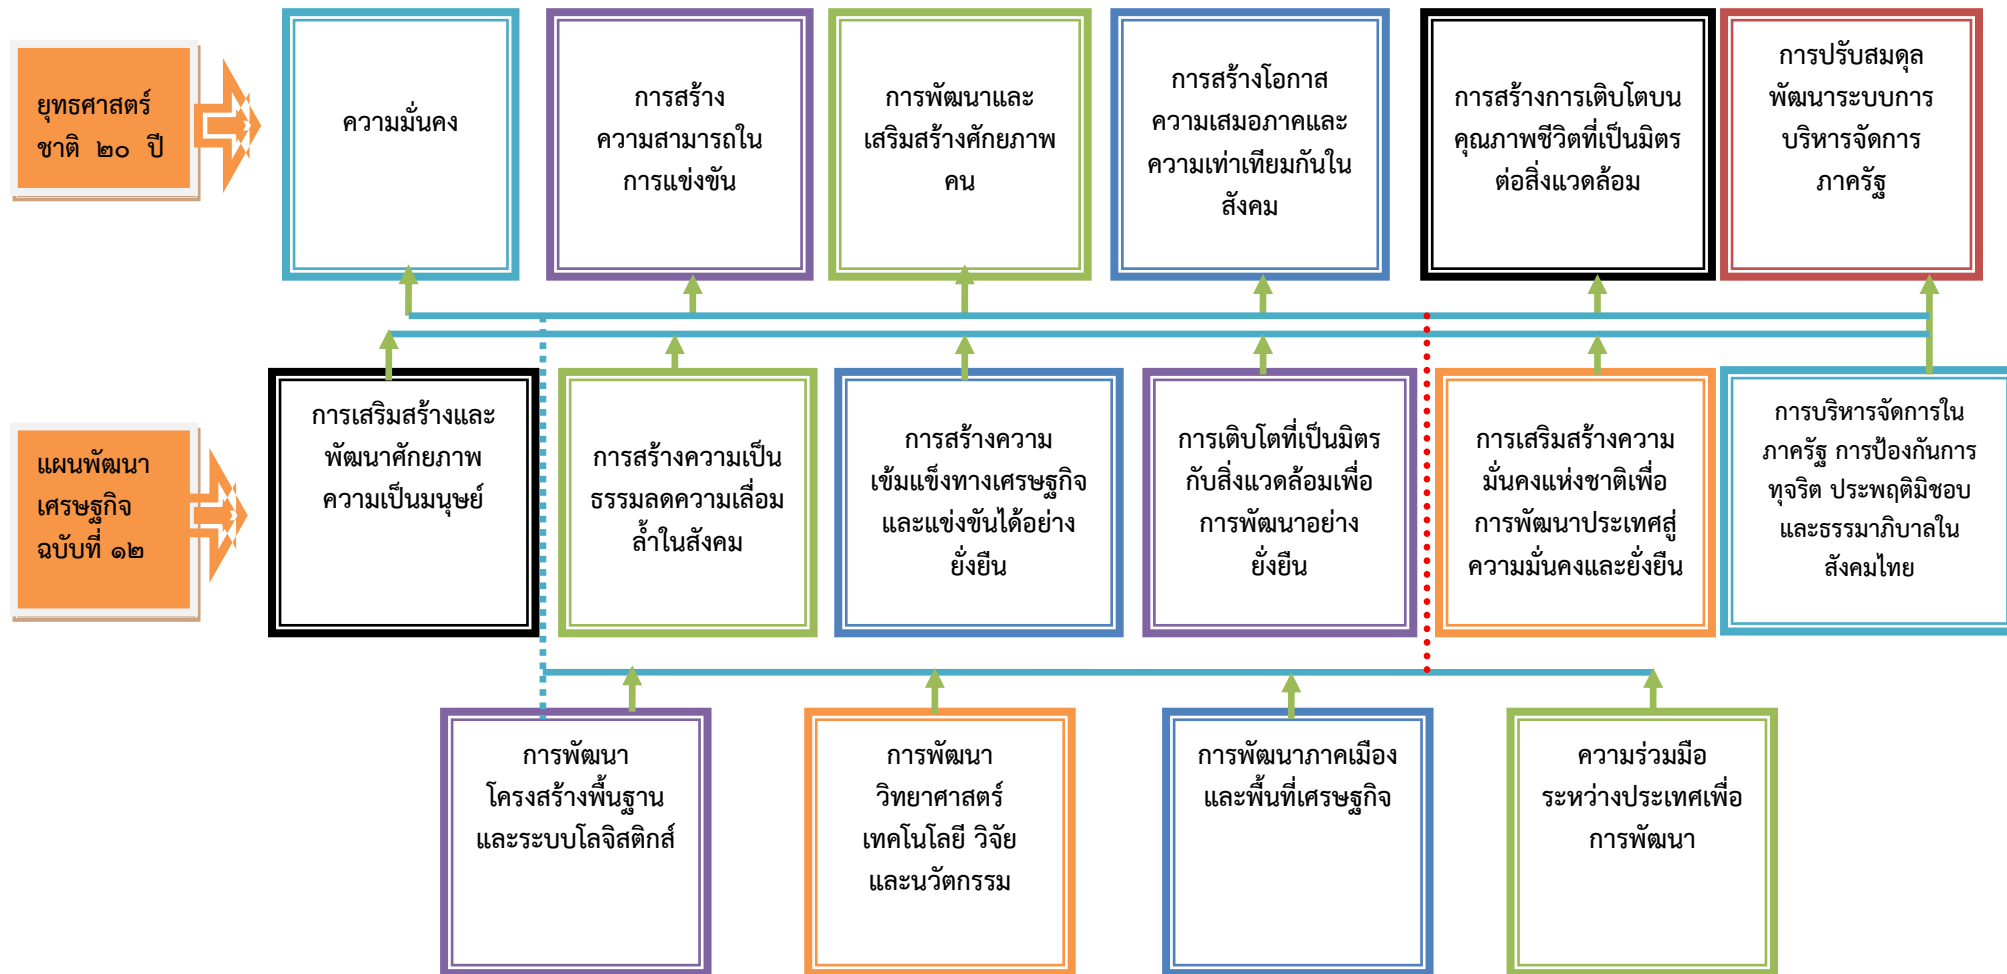 ยุทธศาสตร์
ชาติ ๒๐ ปี
ความมั่นคง
การสร้าง
ความสามารถใน
การแข่งขัน
การพัฒนาและ
เสริมสร้างศักยภาพ
คน
การสร้างโอกาส
ความเสมอภาคและ
ความเท่าเทียมกันใน
สังคม
การสร้างการเติบโตบน
คุณภาพชีวิตที่เป็นมิตร
ต่อสิ่งแวดล้อม
การปรับสมดุล
พัฒนาระบบการ
บริหารจัดการ
ภาครัฐ
แผนพัฒนา
เศรษฐกิจ
ฉบับที่ ๑๒
การเสริมสร้างและ
พัฒนาศักยภาพ
ความเป็นมนุษย์
การสร้างความเป็น
ธรรมลดความเลื่อม
ล้ำในสังคม
การสร้างความ
เข้มแข็งทางเศรษฐกิจ
และแข่งขันได้อย่าง
ยั่งยืน
การเติบโตที่เป็นมิตร
กับสิ่งแวดล้อมเพื่อ
การพัฒนาอย่าง
ยั่งยืน
การเสริมสร้างความ
มั่นคงแห่งชาติเพื่อ
การพัฒนาประเทศสู่
ความมั่นคงและยั่งยืน
การบริหารจัดการใน
ภาครัฐ การป้องกันการ
ทุจริต ประพฤติมิชอบ
และธรรมาภิบาลใน
สังคมไทย
การพัฒนา
โครงสร้างพื้นฐาน
และระบบโลจิสติกส์
การพัฒนา
วิทยาศาสตร์
เทคโนโลยี วิจัย
และนวัตกรรม
การพัฒนาภาคเมือง
และพื้นที่เศรษฐกิจ
ความร่วมมือ
ระหว่างประเทศเพื่อ
การพัฒนา